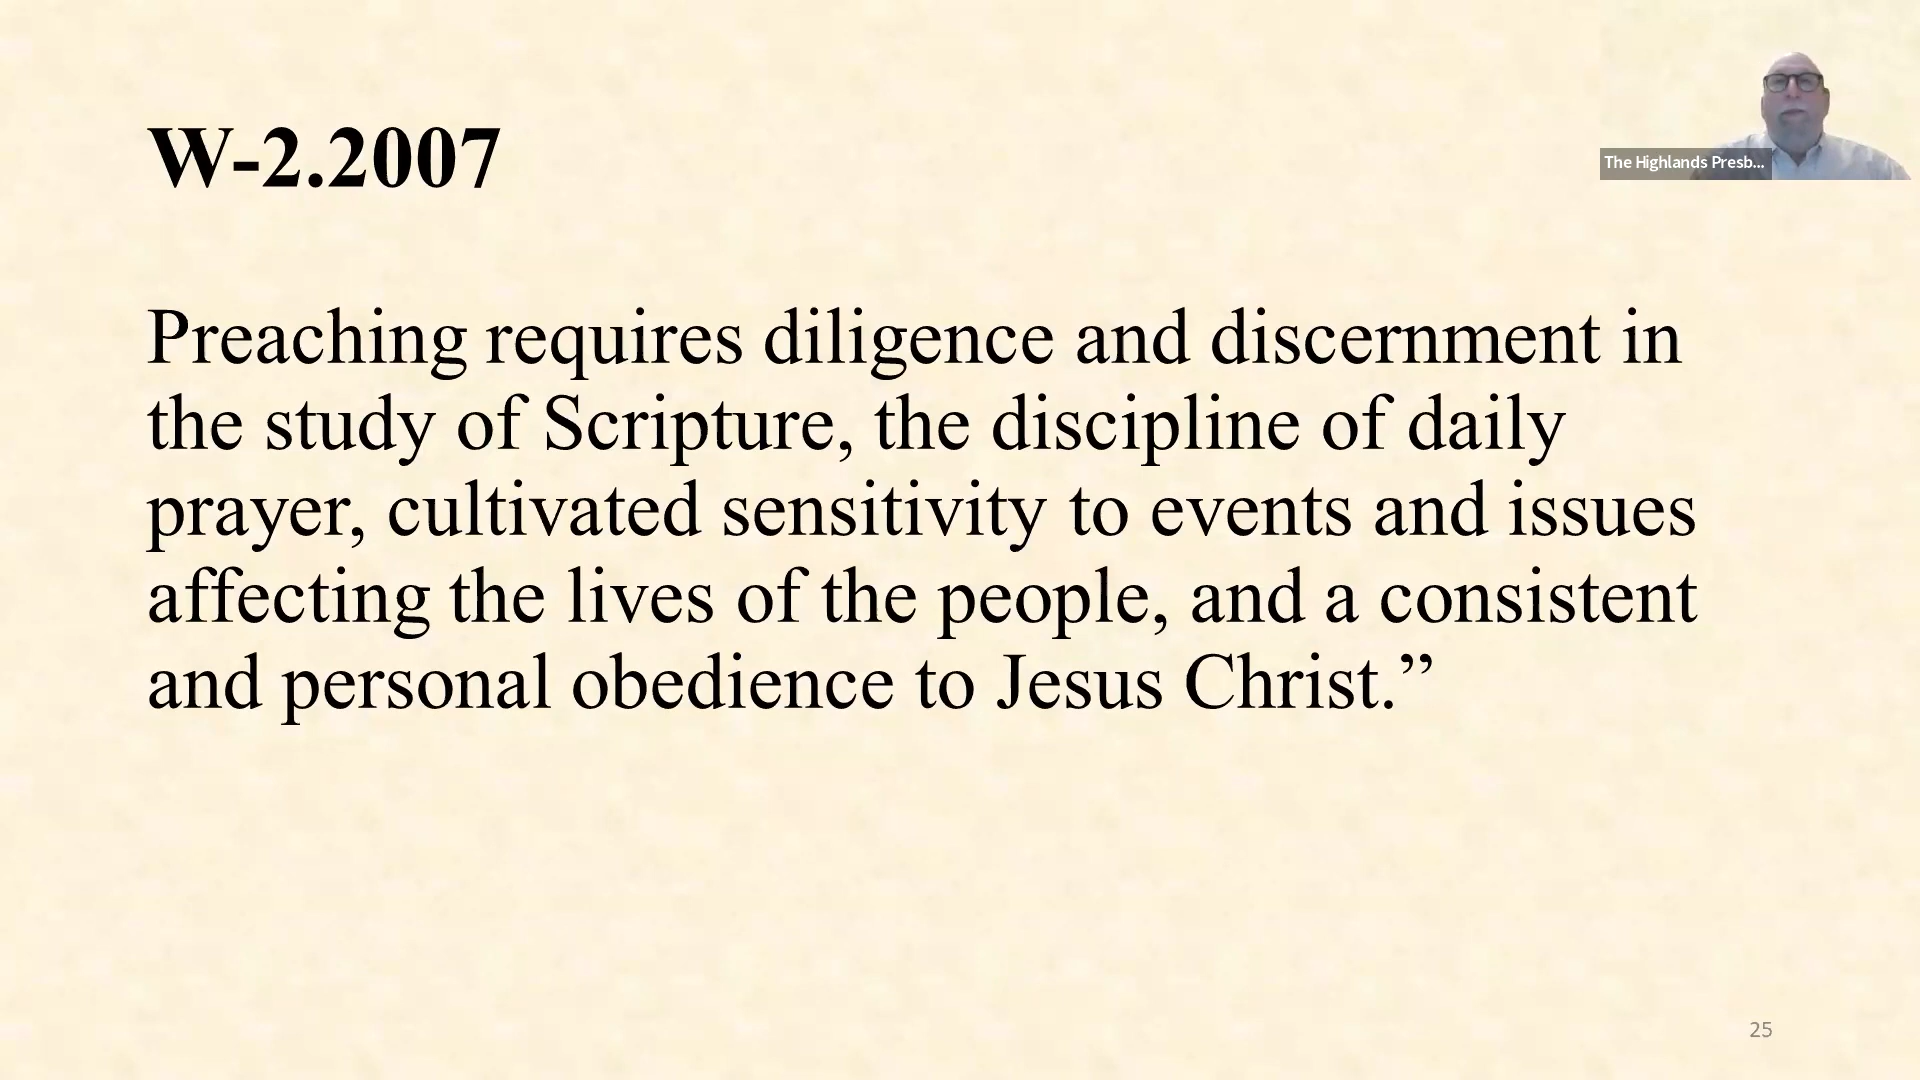 W-2.2007
The Highlands Presb...
Preaching requires diligence and discernment in
the study of Scripture, the discipline of daily
prayer, cultivated sensitivity to events and issues
affecting the lives of the people, and a consistent
and personal obedience to Jesus Christ.”
25